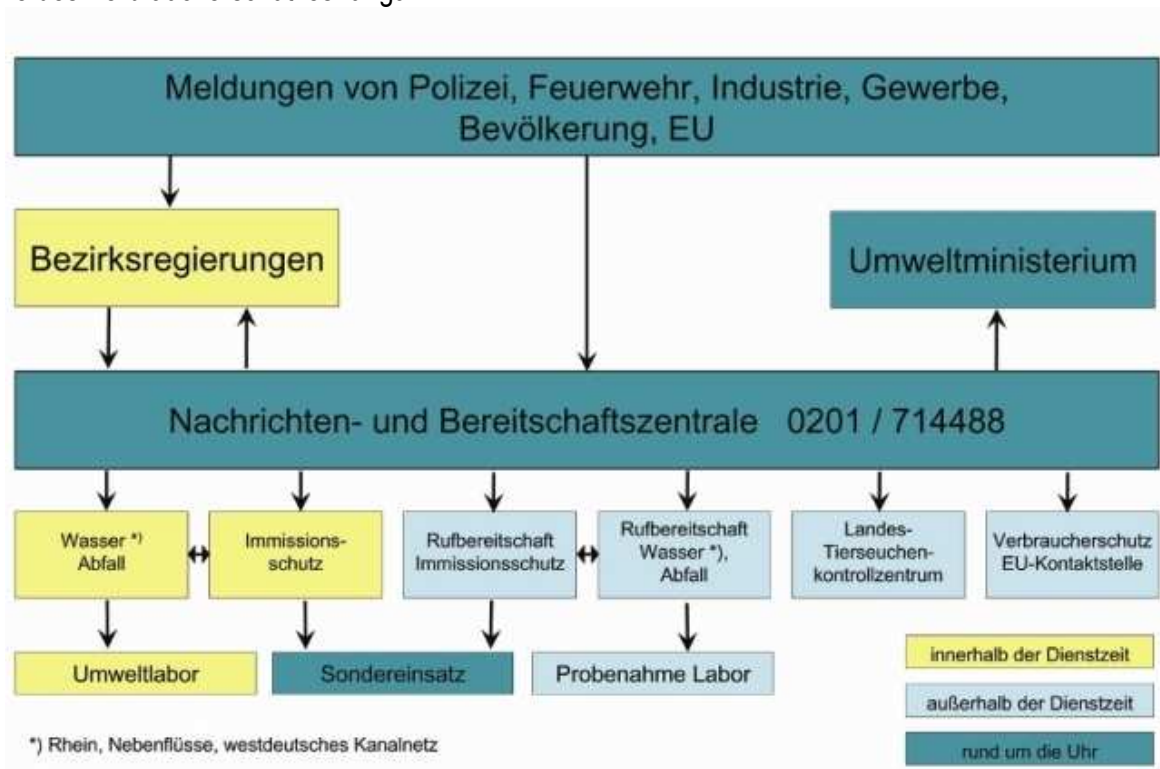 Meldungen von Polizei, Feuerwehr, Industrie, Gewerbe,
Bevölkerung, EU
Bezirksregierungen
Umweltministerium
Nachrichten- und Bereitschaftszentrale 0201 / 714488
Wasser *)
Abfall
Immissions-
schutz
Rufbereitschaft
Immissionsschutz
Rufbereitschaft
Wasser *),
Abfall
Landes-
Tierseuchen-
kontrollzentrum
Verbraucherschutz
EU-Kontaktstelle
Umweltlabor
Sondereinsatz
Probenahme Labor
innerhalb der Dienstzeit
außerhalb der Dienstzeit
rund um die Uhr
*) Rhein, Nebenflüsse, westdeutsches Kanalnetz